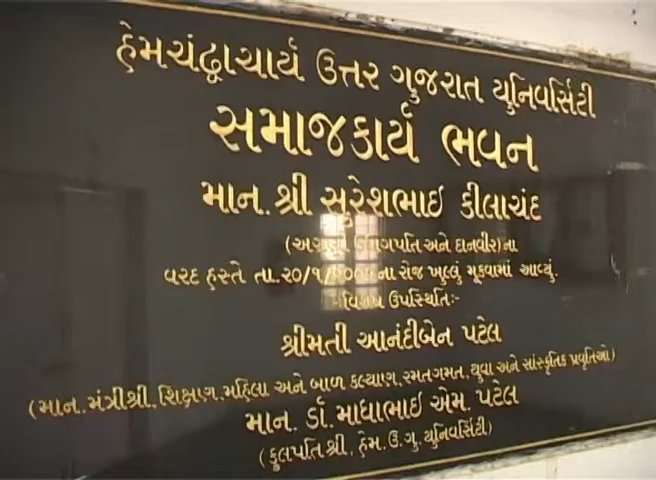 હેમચંદ્રાચાર્ય ઉત્તર ગુજરાત યુનિવર્સિટી
સમાજકાર્ય ભવન
માન. શ્રી સુરેશભાઇ કીલાચંદ
(અગ્રણી ઉદ્યોગપતિ અને દાનવીર)ના
વરદ હસ્તે તા.૨૦/૧/ ના રોજ ખુલ્લું મૂકવામાં આવ્યું.
વિશેષ ઉપસ્થિતિ:-
શ્રીમતી આનંદીબેન પટેલ
(માન. મંત્રીશ્રી, શિક્ષણ, મહિલા અને બાળ કલ્યાણ, રમતગમત, યુવા અને સાંસ્કૃતિક પ્રવૃતિઓ)
માન. ડૉ. માધાભાઇ એમ. પટેલ
(કુલપતિ શ્રી, હેમ. ઉ. ગુ. યુનિવર્સિટી)